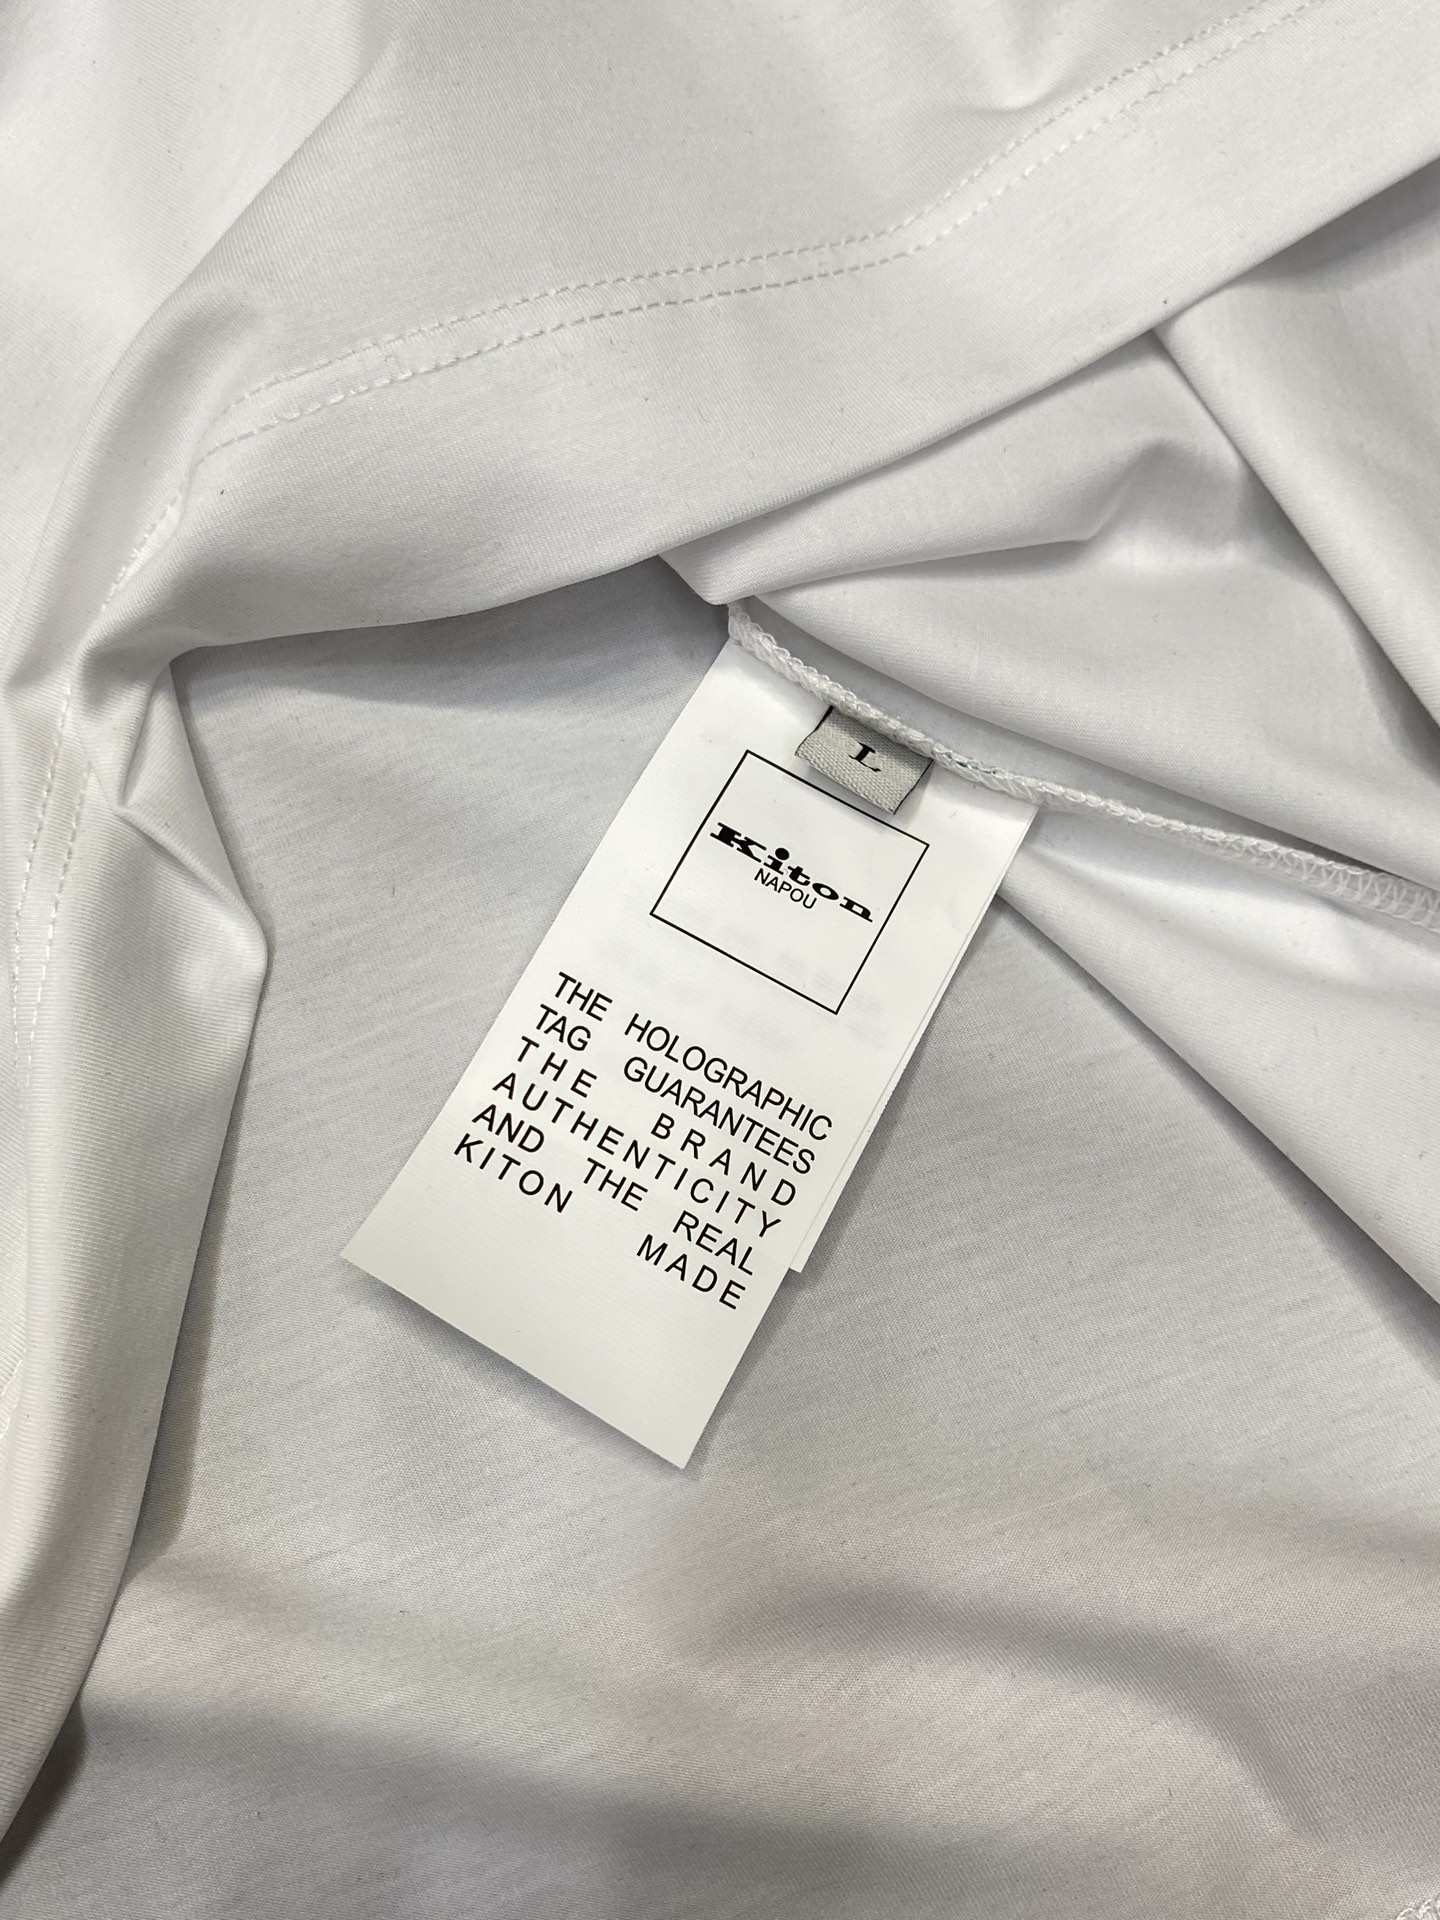 L
Kiton
NAPOU
THE HOLOGRAPHIC
TAG GUARANTEES
THE BRAND
AUTHENTICITY
AND THE REAL
KITON MADE